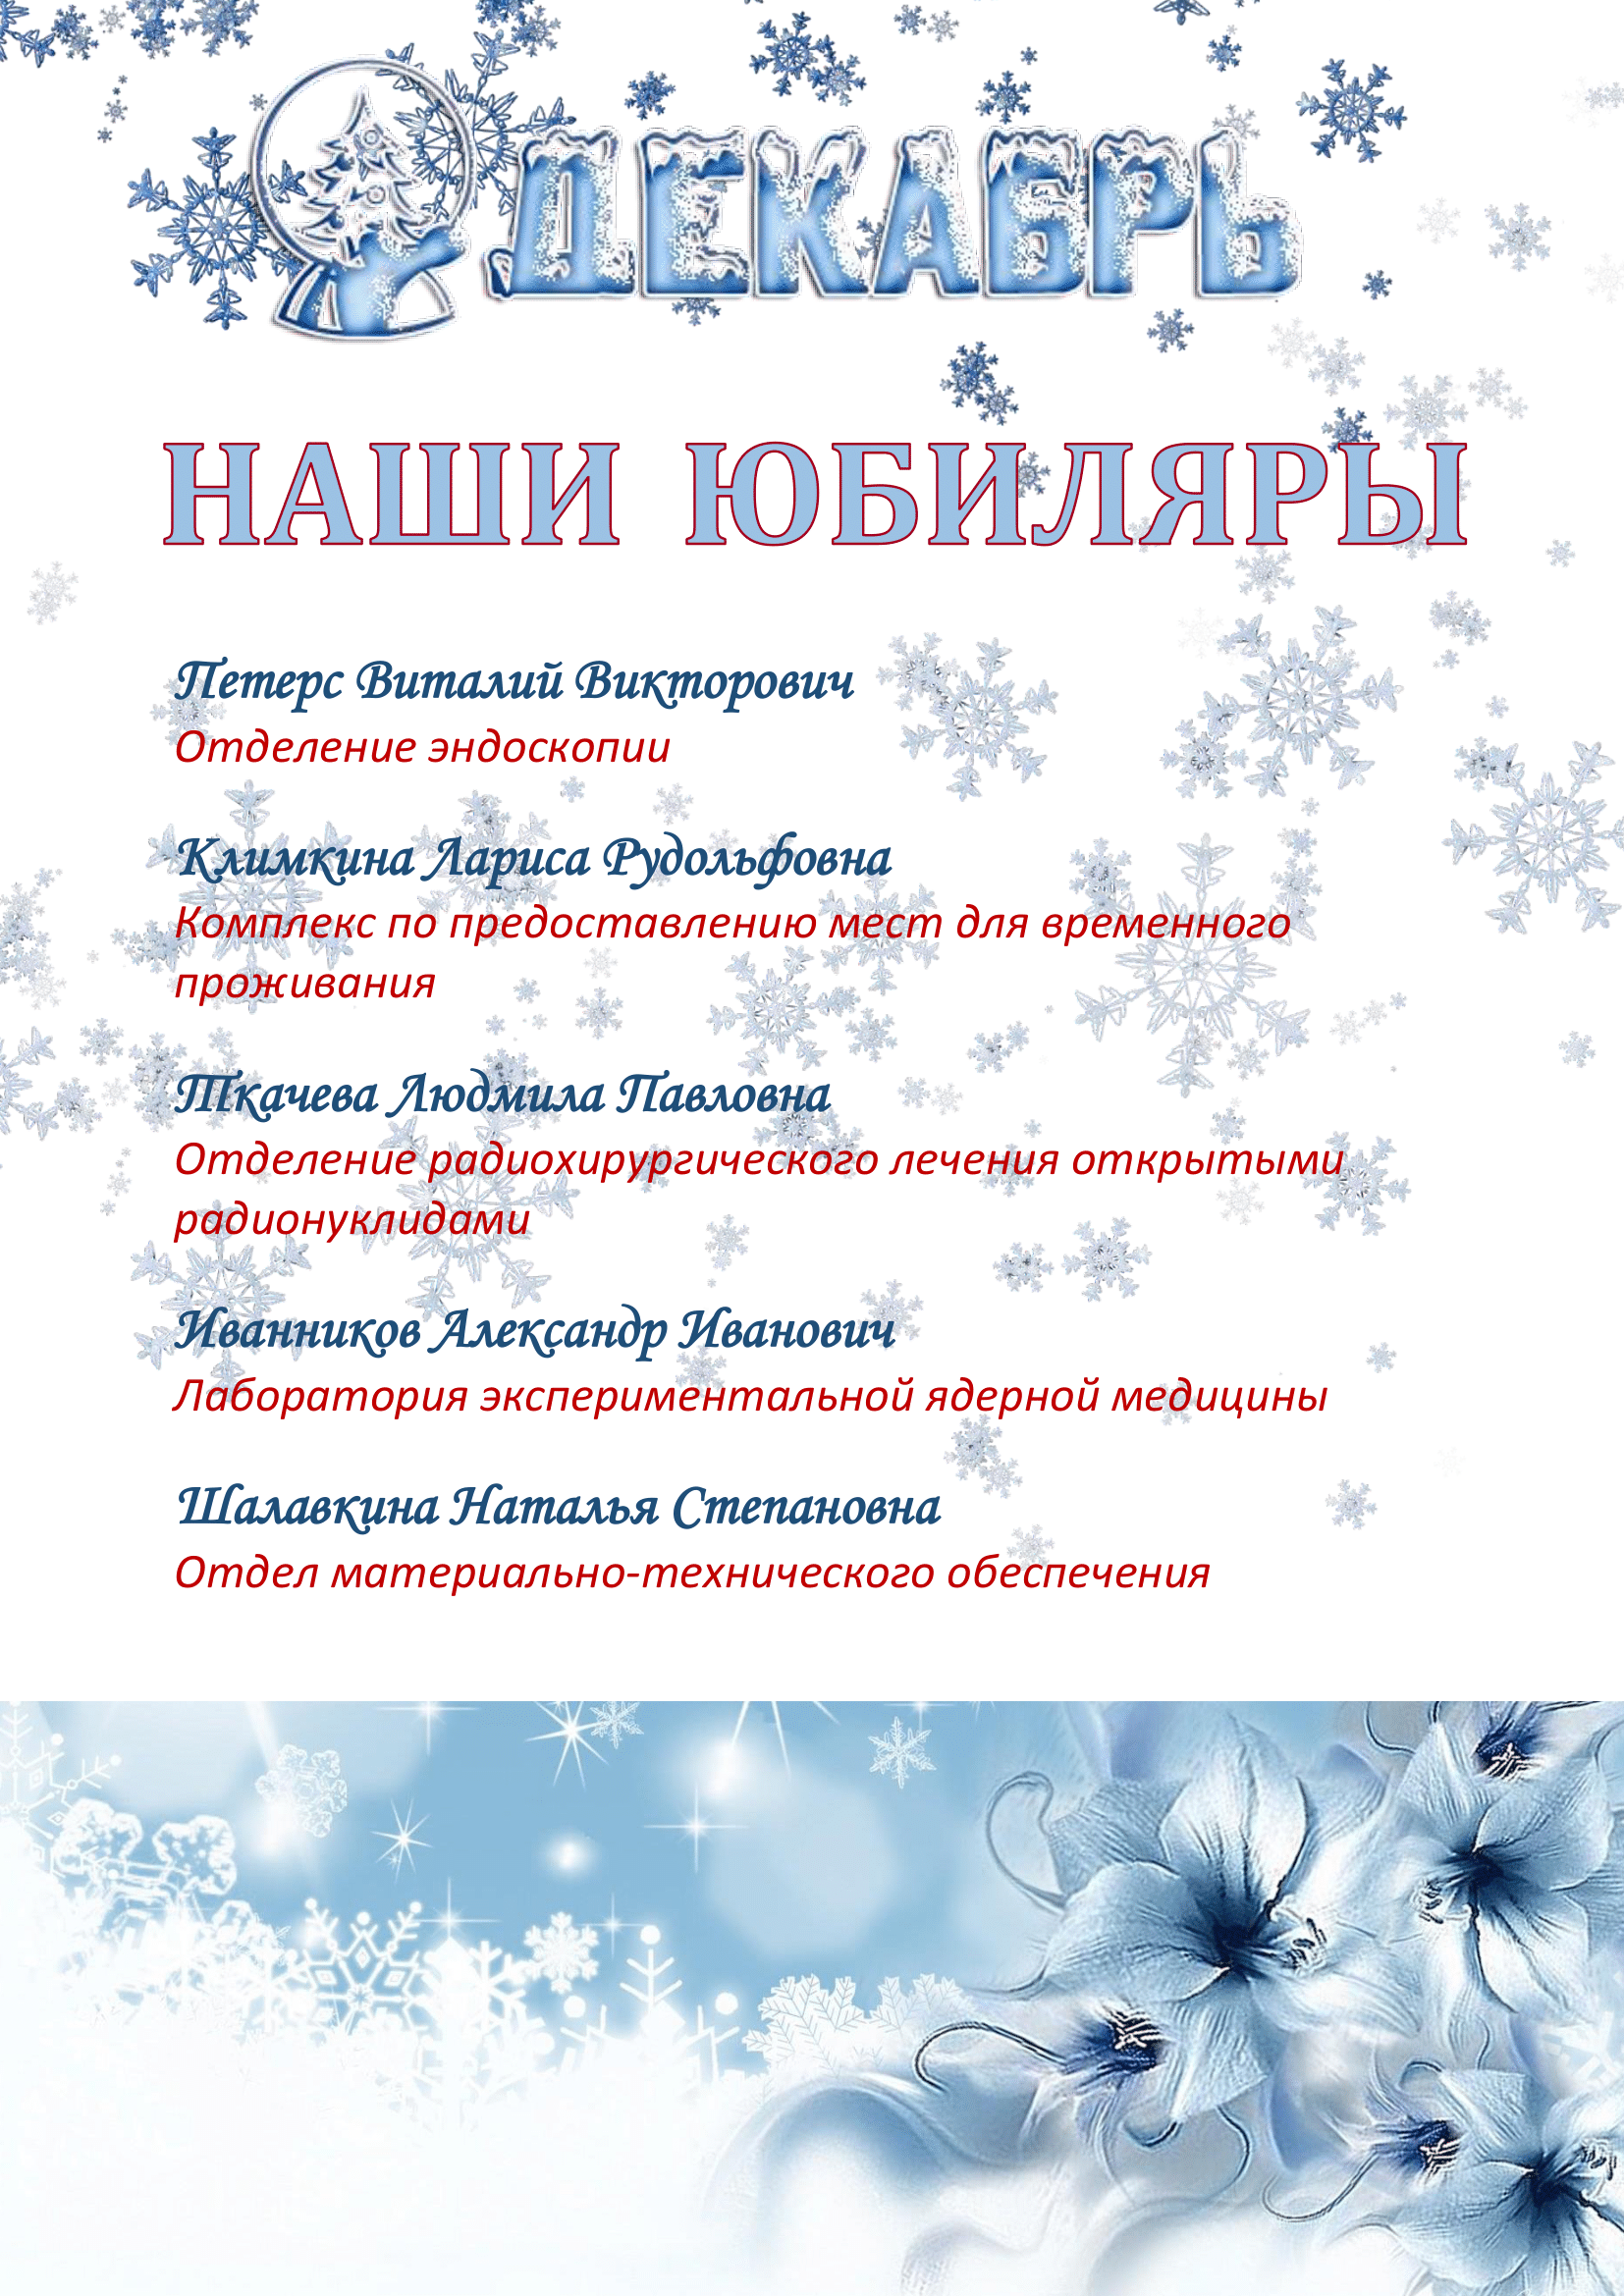 ДЕКАБРЬ
НАШИ ЮБИЛЯРЫ
Петерс Виталий Викторович
Отделение эндоскопии
Климкина Лариса Рудольфовна
Комплекс по предоставлению мест для временного
проживания
Ткачева Людмила Павловна
Отделение радиохирургического лечения открытыми
радионуклидами
Иванников Александр Иванович
Лаборатория экспериментальной ядерной медицины
Шалавкина Наталья Степановна
Отдел материально-технического обеспечения